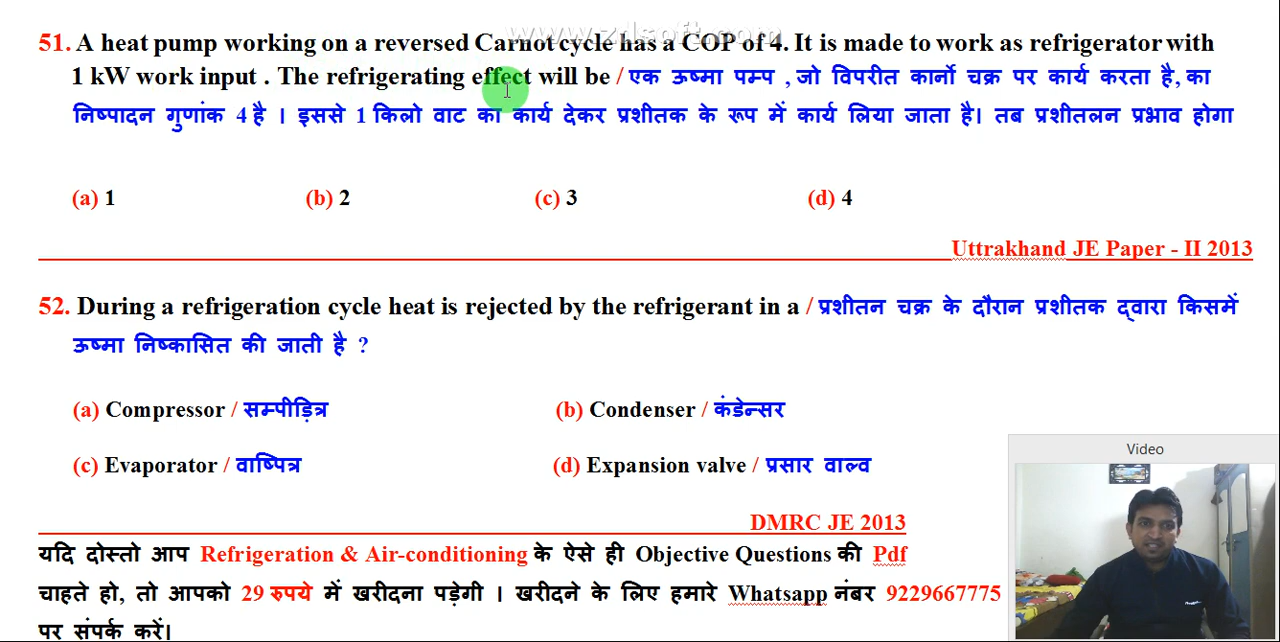 www.zdsoft.com
51. A heat pump working on a reversed Carnot cycle has a COP of 4. It is made to work as refrigerator with
1 kW work input . The refrigerating effect will be / एक ऊष्मा पम्प , जो विपरीत कार्नो चक्र पर कार्य करता है, का
निष्पादन गुणांक 4 है । इससे 1 किलो वाट का कार्य देकर प्रशीतक के रूप में कार्य लिया जाता है। तब प्रशीतलन प्रभाव होगा
(a) 1 (b) 2 (c) 3 (d) 4
Uttrakhand JE Paper - II 2013
52. During a refrigeration cycle heat is rejected by the refrigerant in a / प्रशीतन चक्र के दौरान प्रशीतक द्वारा किसमें
ऊष्मा निष्कासित की जाती है ?
(a) Compressor / सम्पीड़ित्र (b) Condenser / कंडेन्सर
(c) Evaporator / वाष्पित्र (d) Expansion valve / प्रसार वाल्व
Video
DMRC JE 2013
यदि दोस्तो आप Refrigeration & Air-conditioning के ऐसे ही Objective Questions की Pdf
चाहते हो, तो आपको 29 रुपये में खरीदना पड़ेगी । खरीदने के लिए हमारे Whatsapp नंबर 9229667775
पर संपर्क करें।